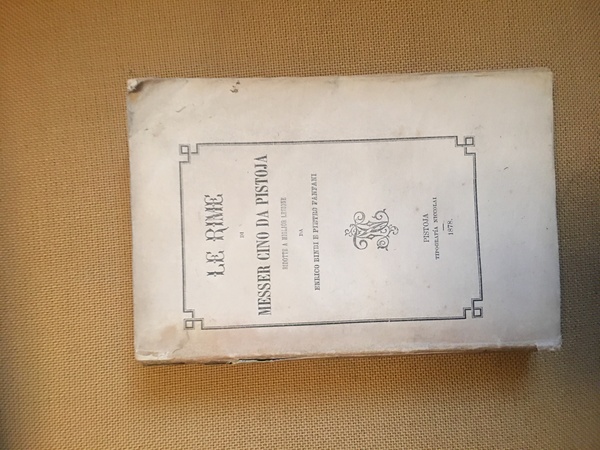 LE RIME
DI
MESSER CINO DA PISTOJA
RIDOTTE A MIGLIOR LEZIONE
DA
ENRICO BINDI E PIETRO FANFANI
PISTOJA
TIPOGRAFIA NICCOLAI
1878.